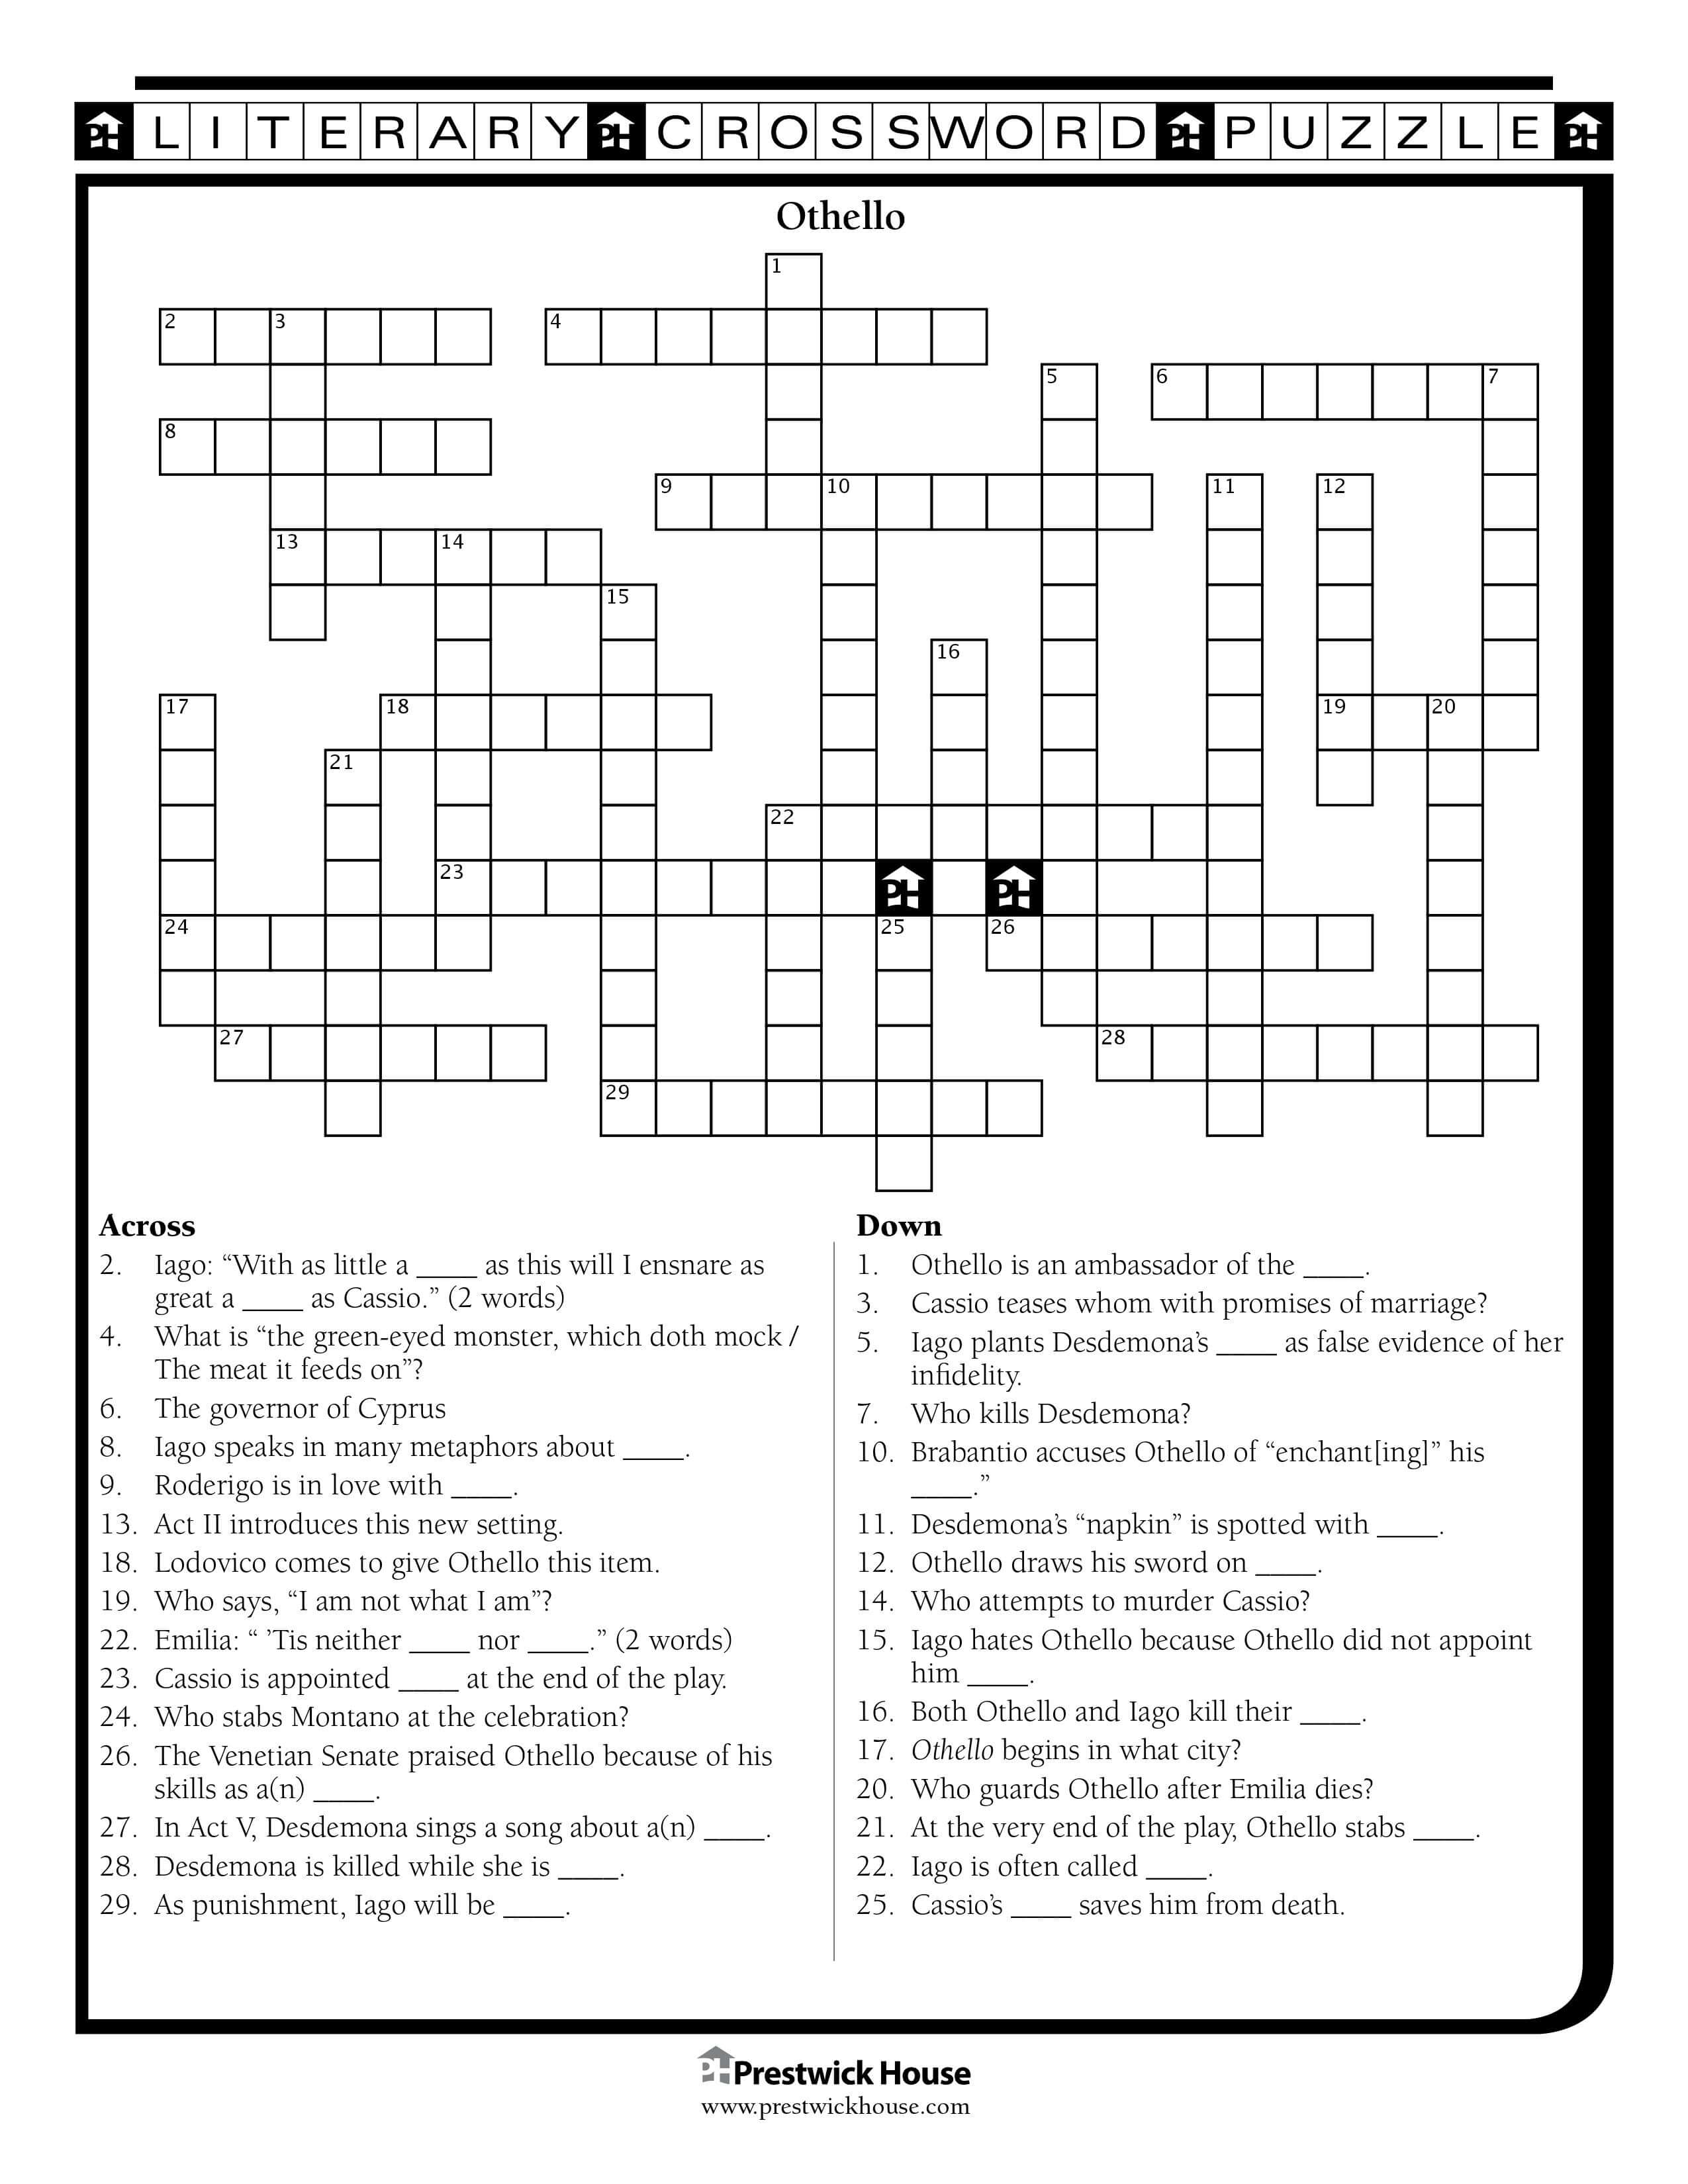 PH LITERARY PH CROSSWORD PH PUZZLE PH
Othello
1
2 3 4
5 6 7
8
9 10 11 12
13 14
15
16
17 18 19 20
21
22
23 PH PH
24 25 26
27 28
29
Across
2. Iago: “With as little a ____ as this will I ensnare as
great a ____ as Cassio.” (2 words)
4. What is “the green-eyed monster, which doth mock /
The meat it feeds on”?
6. The governor of Cyprus
8. Iago speaks in many metaphors about ____.
9. Roderigo is in love with ____.
13. Act II introduces this new setting.
18. Lodovico comes to give Othello this item.
19. Who says, “I am not what I am”?
22. Emilia: “ ’Tis neither ____ nor ____.” (2 words)
23. Cassio is appointed ____ at the end of the play.
24. Who stabs Montano at the celebration?
26. The Venetian Senate praised Othello because of his
skills as a(n) ____.
27. In Act V, Desdemona sings a song about a(n) ____.
28. Desdemona is killed while she is ____.
29. As punishment, Iago will be ____.
Down
1. Othello is an ambassador of the ____.
3. Cassio teases whom with promises of marriage?
5. Iago plants Desdemona’s ____ as false evidence of her
infidelity.
7. Who kills Desdemona?
10. Brabantio accuses Othello of “enchant[ing]” his
____.”
11. Desdemona’s “napkin” is spotted with ____.
12. Othello draws his sword on ____.
14. Who attempts to murder Cassio?
15. Iago hates Othello because Othello did not appoint
him ____.
16. Both Othello and Iago kill their ____.
17. Othello begins in what city?
20. Who guards Othello after Emilia dies?
21. At the very end of the play, Othello stabs ____.
22. Iago is often called ____.
25. Cassio’s ____ saves him from death.
PH Prestwick House
www.prestwickhouse.com